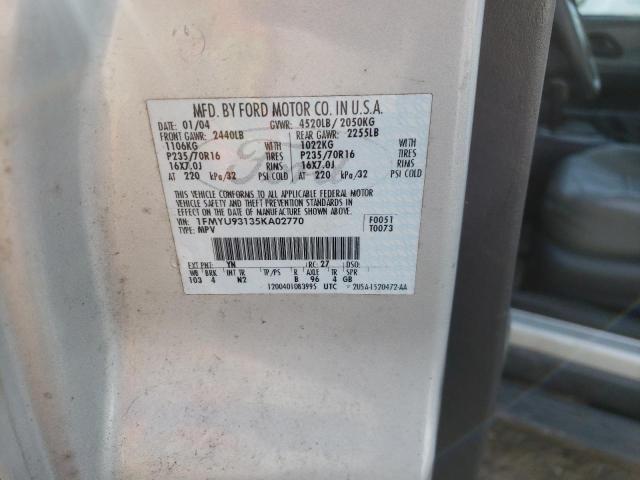 MFD. BY FORD MOTOR CO. IN U.S.A.
DATE: 01/04 GVWR: 4520LB/ 2050KG
FRONT GAWR: 2440LB REAR GAWR: 2255LB
1106KG WITH 1022KG WITH
P235/70R16 TIRES P235/70R16 TIRES
16X7.0J RIMS 16X7.0J RIMS
AT 220 kPa/32 PSI COLD AT 220 kPa/32 PSI COLD
THIS VEHICLE CONFORMS TO ALL APPLICABLE FEDERAL MOTOR
VEHICLE SAFETY AND THEFT PREVENTION STANDARDS IN
EFFECT ON THE DATE OF MANUFACTURE SHOWN ABOVE.
VIN: 1FMYU93135KA02770 F0051
TYPE: MPV T0073
EXT PNT: YN RC: 27 DSO:
WB BRK INT TR TP/PS R AXLE TR SPR
103 4 N2 B 96 4 GB
1200401083995 UTC 2U5A-1520472-AA
Ford